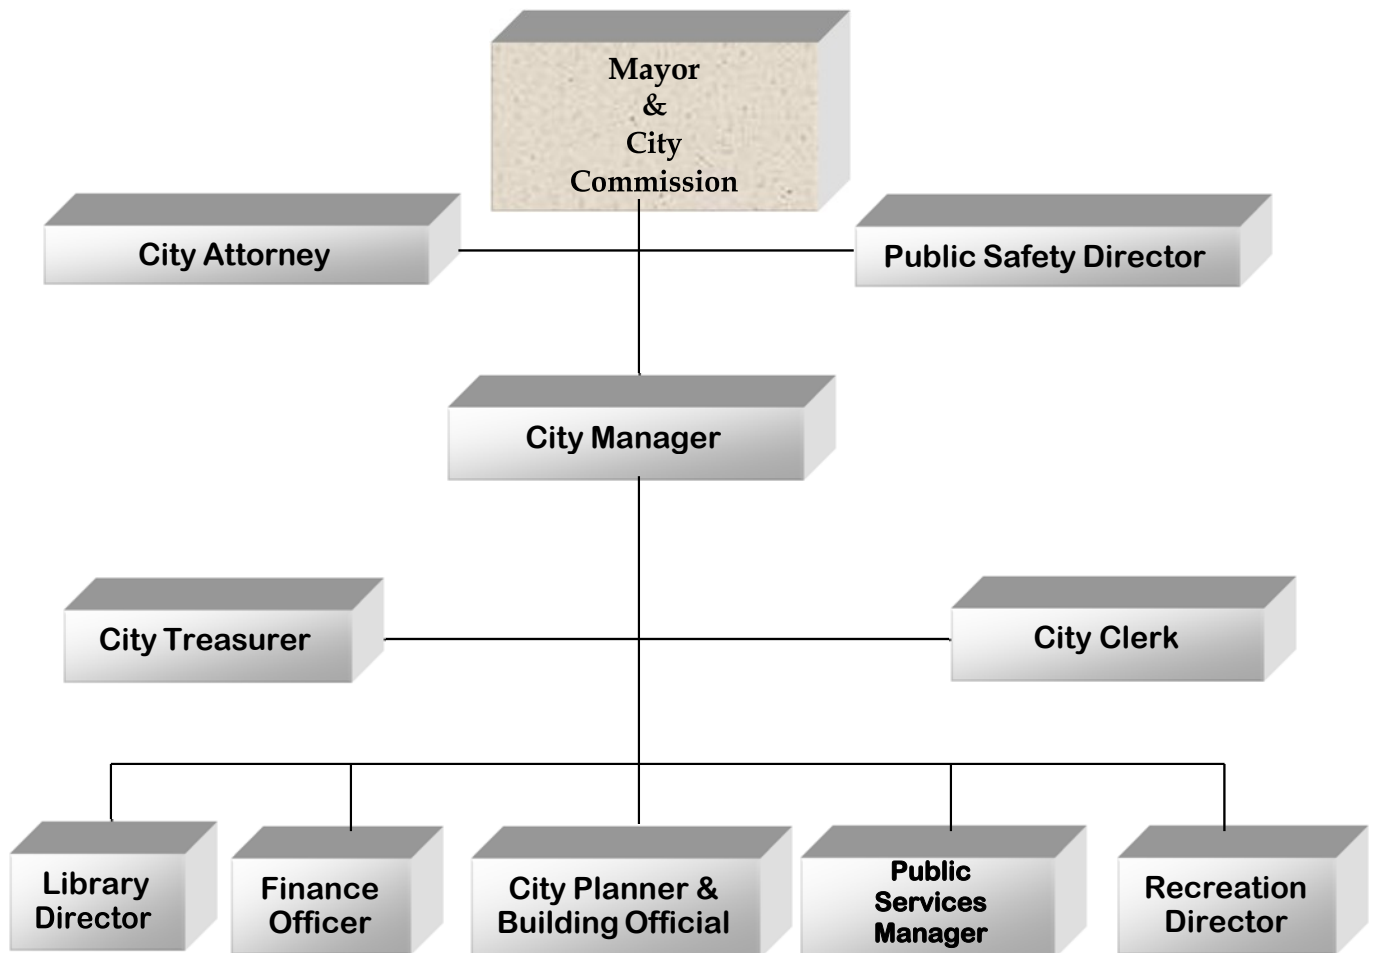 Mayor
&
City
Commission
City Attorney
Public Safety Director
City Manager
City Treasurer
City Clerk
Library
Director
Finance
Officer
City Planner &
Building Official
Public
Services
Manager
Recreation
Director